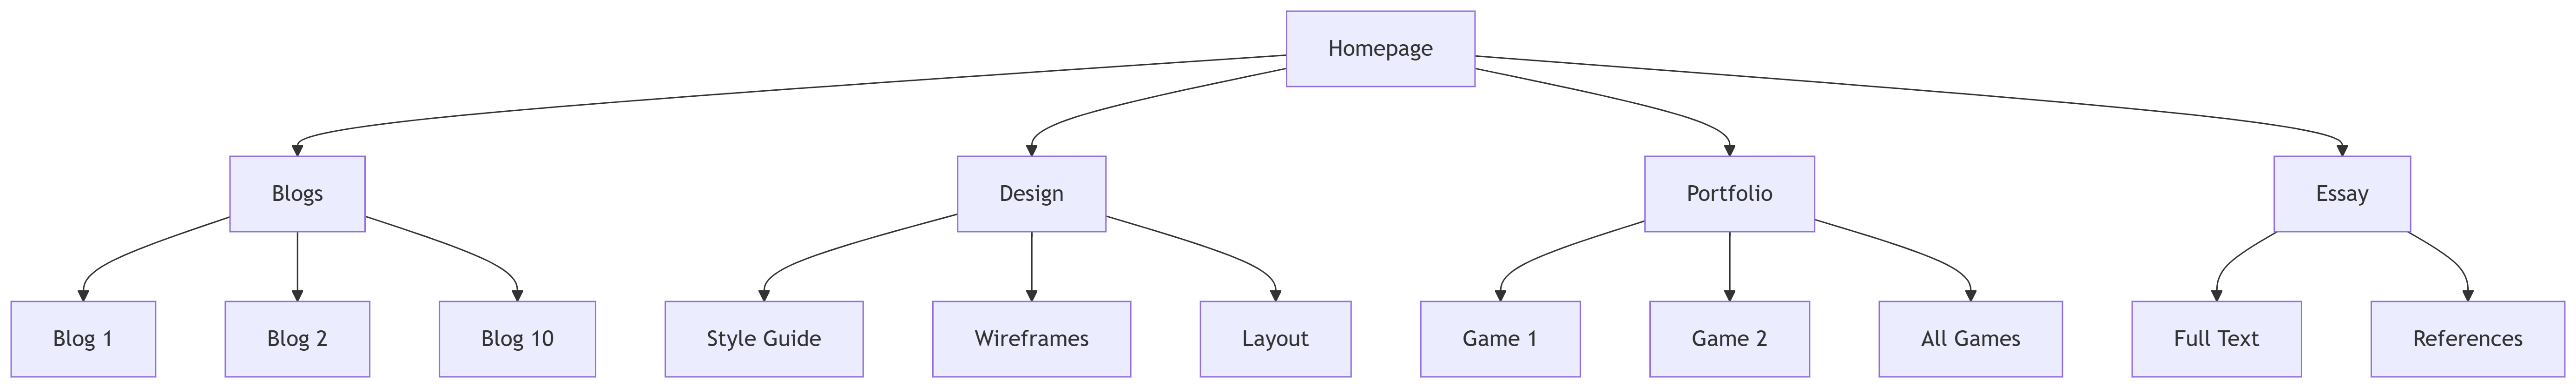 Homepage
Blogs
Design
Portfolio
Essay
Blog 1
Blog 2
Blog 10
Style Guide
Wireframes
Layout
Game 1
Game 2
All Games
Full Text
References